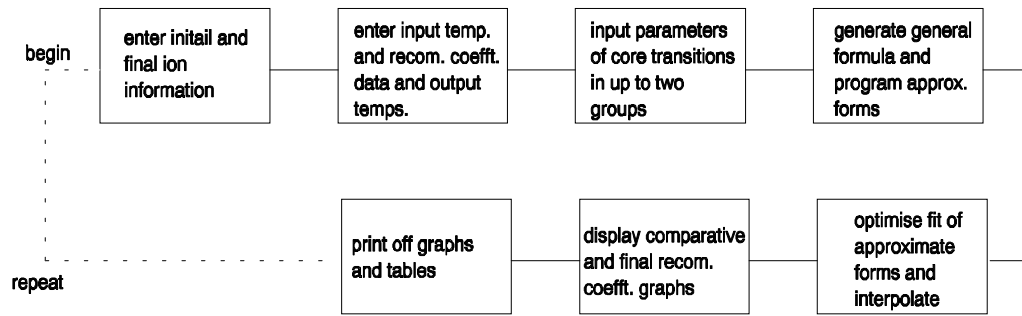 begin
enter initail and
final ion
information
enter input temp.
and recom. coefft.
data and output
temps.
input parameters
of core transitions
in up to two
groups
generate general
formula and
program approx.
forms
optimise fit of
approximate
forms and
interpolate
display comparative
and final recom.
coefft. graphs
print off graphs
and tables
repeat